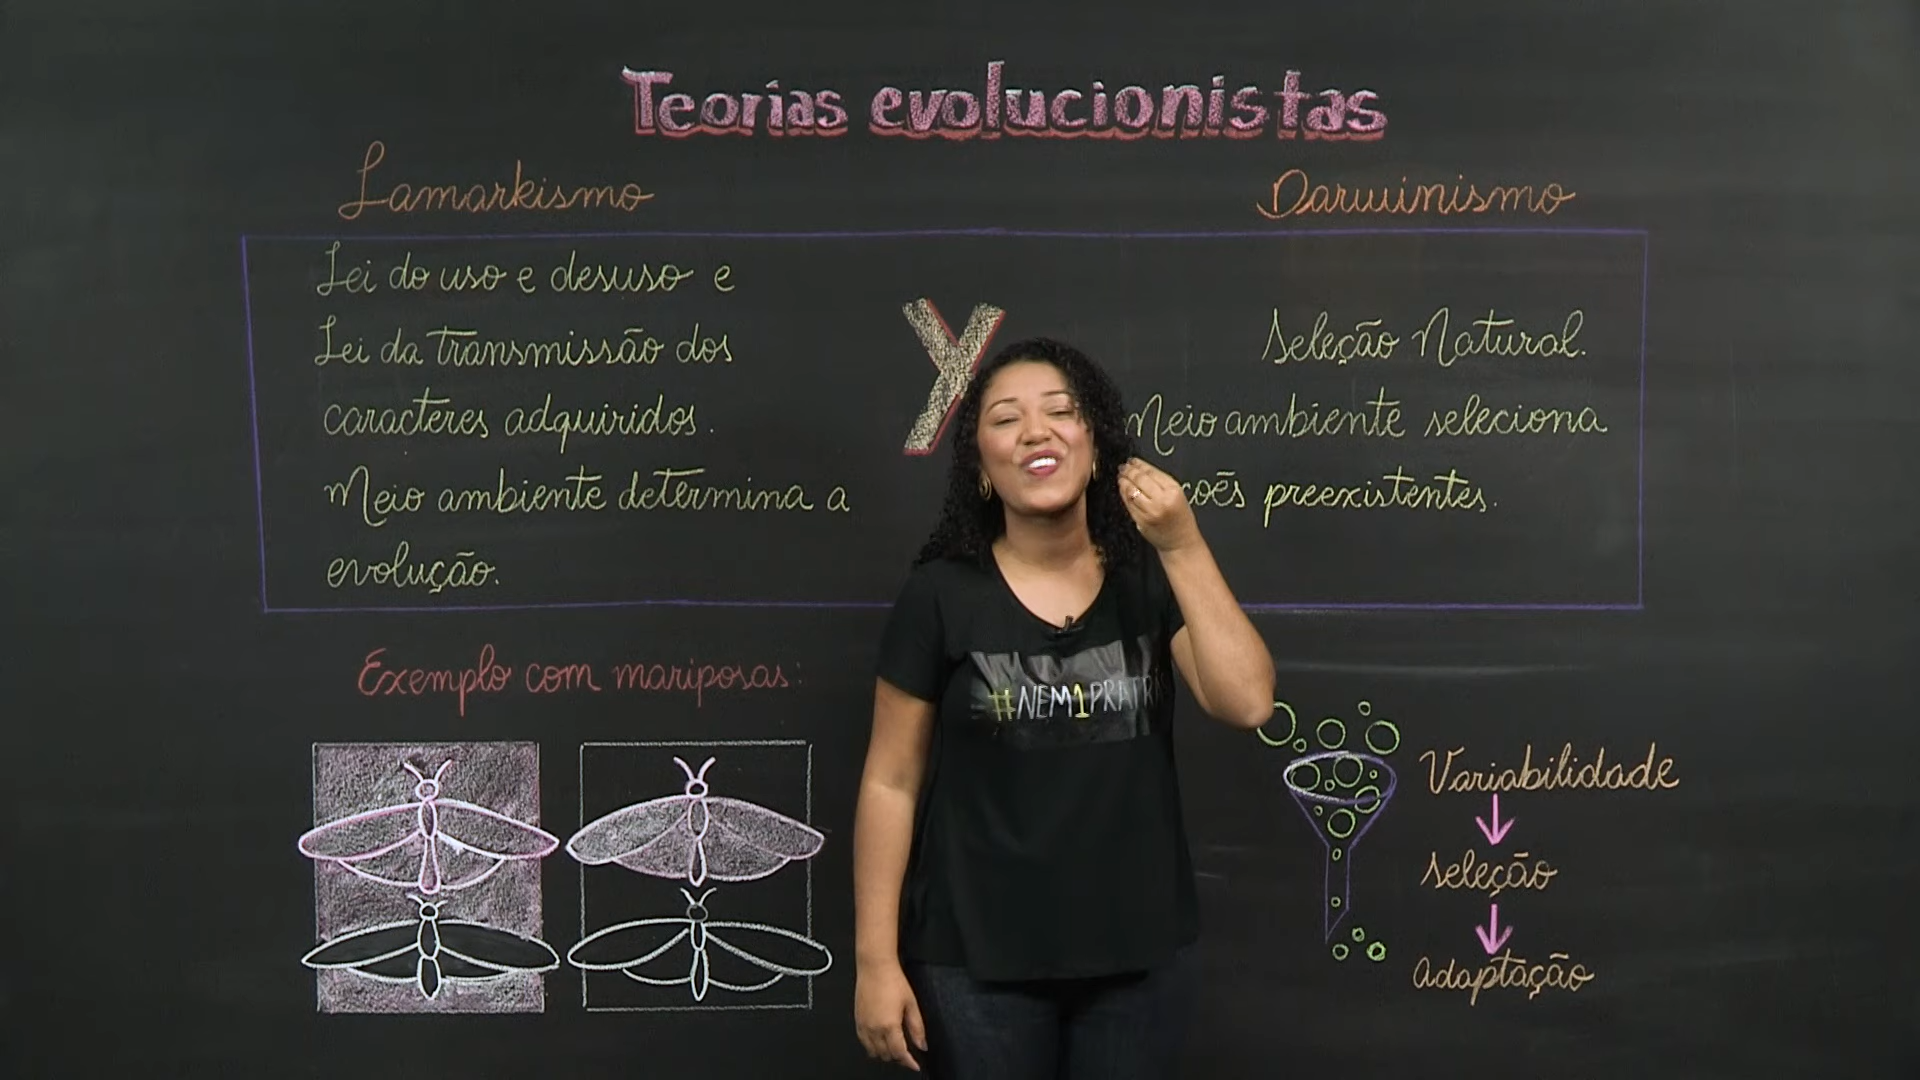 Teorias evolucionistas
Lamarkismo
Darwinismo
Lei do uso e desuso e
Lei da transmissão dos
caracteres adquiridos.
Meio ambiente determina a
evolução.
X
Seleção Natural.
Meio ambiente seleciona
preexistentes.
#NEM1PRATR
Exemplo com mariposas:
Variabilidade
seleção
adaptação